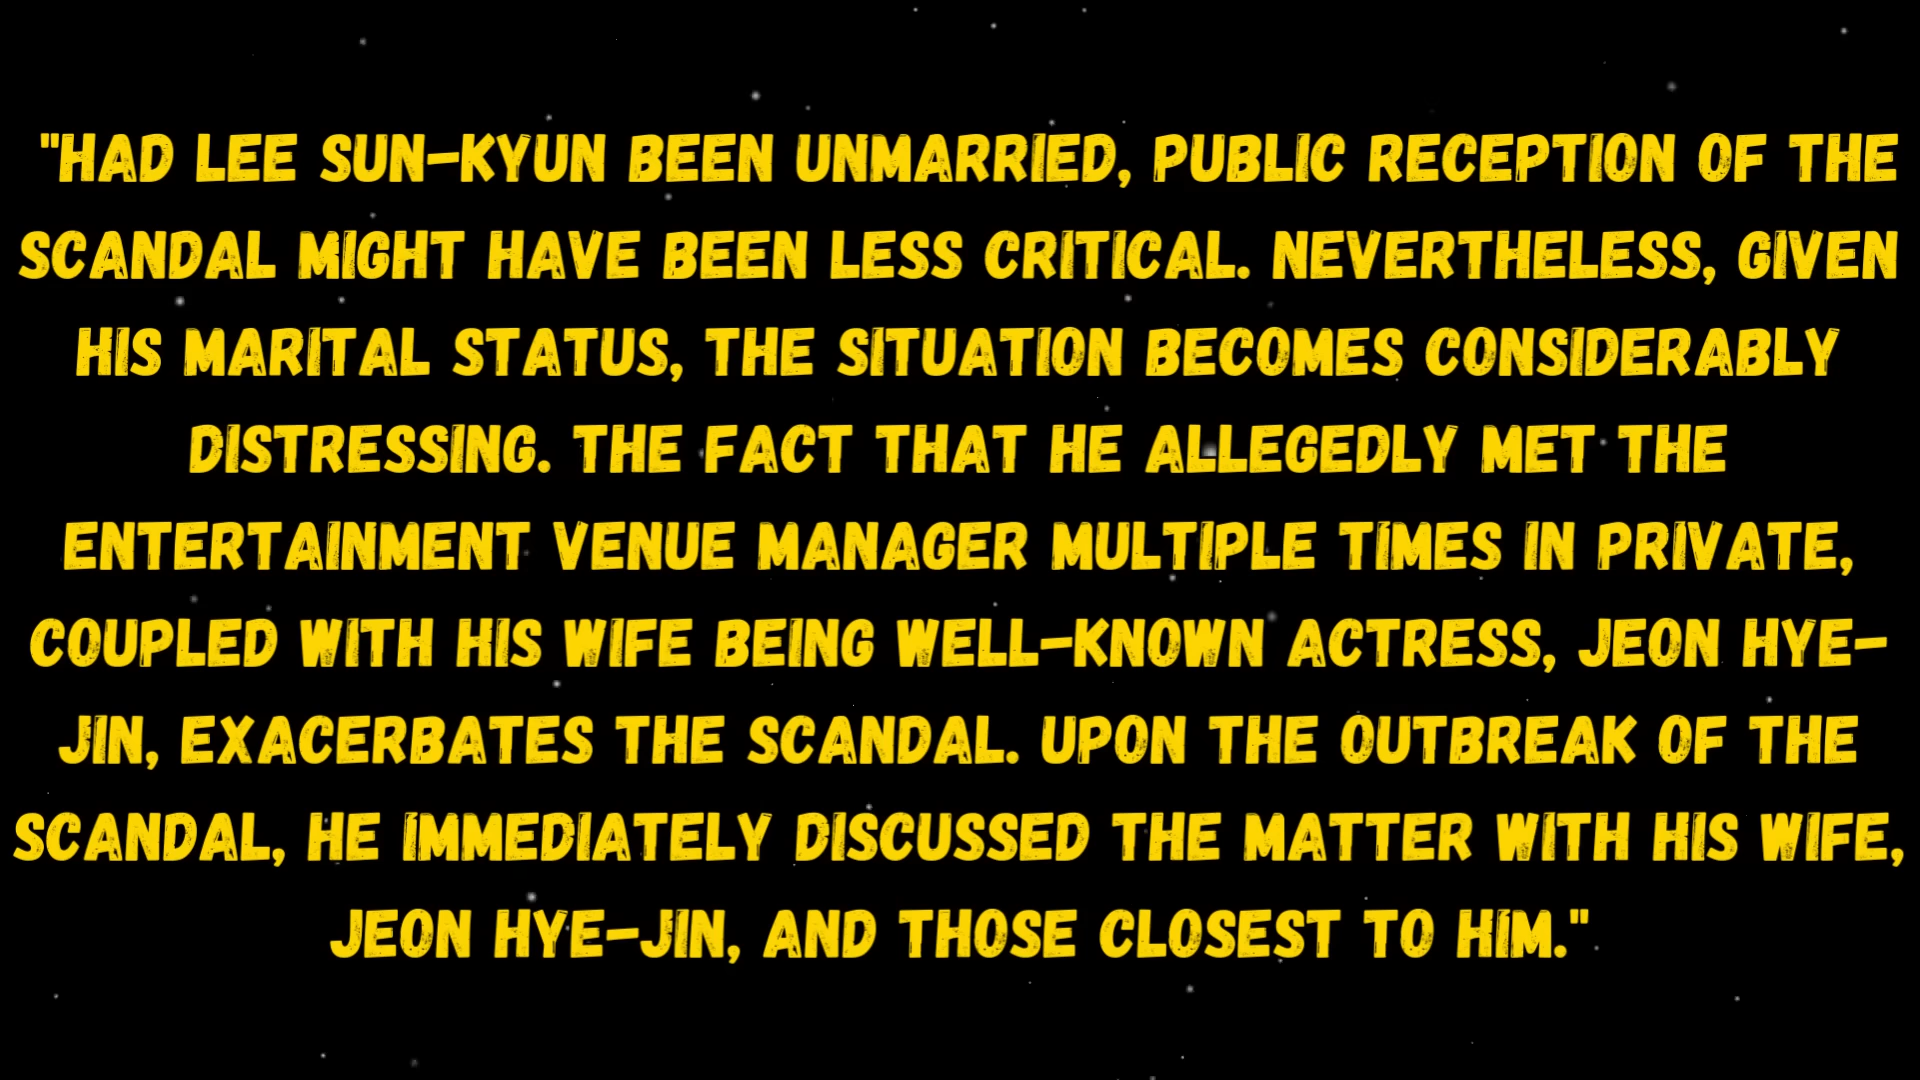 "HAD LEE SUN-KYUN BEEN UNMARRIED, PUBLIC RECEPTION OF THE
SCANDAL MIGHT HAVE BEEN LESS CRITICAL. NEVERTHELESS, GIVEN
HIS MARITAL STATUS, THE SITUATION BECOMES CONSIDERABLY
DISTRESSING. THE FACT THAT HE ALLEGEDLY MET THE
ENTERTAINMENT VENUE MANAGER MULTIPLE TIMES IN PRIVATE,
COUPLED WITH HIS WIFE BEING WELL-KNOWN ACTRESS, JEON HYE-
JIN, EXACERBATES THE SCANDAL. UPON THE OUTBREAK OF THE
SCANDAL, HE IMMEDIATELY DISCUSSED THE MATTER WITH HIS WIFE,
JEON HYE-JIN, AND THOSE CLOSEST TO HIM."